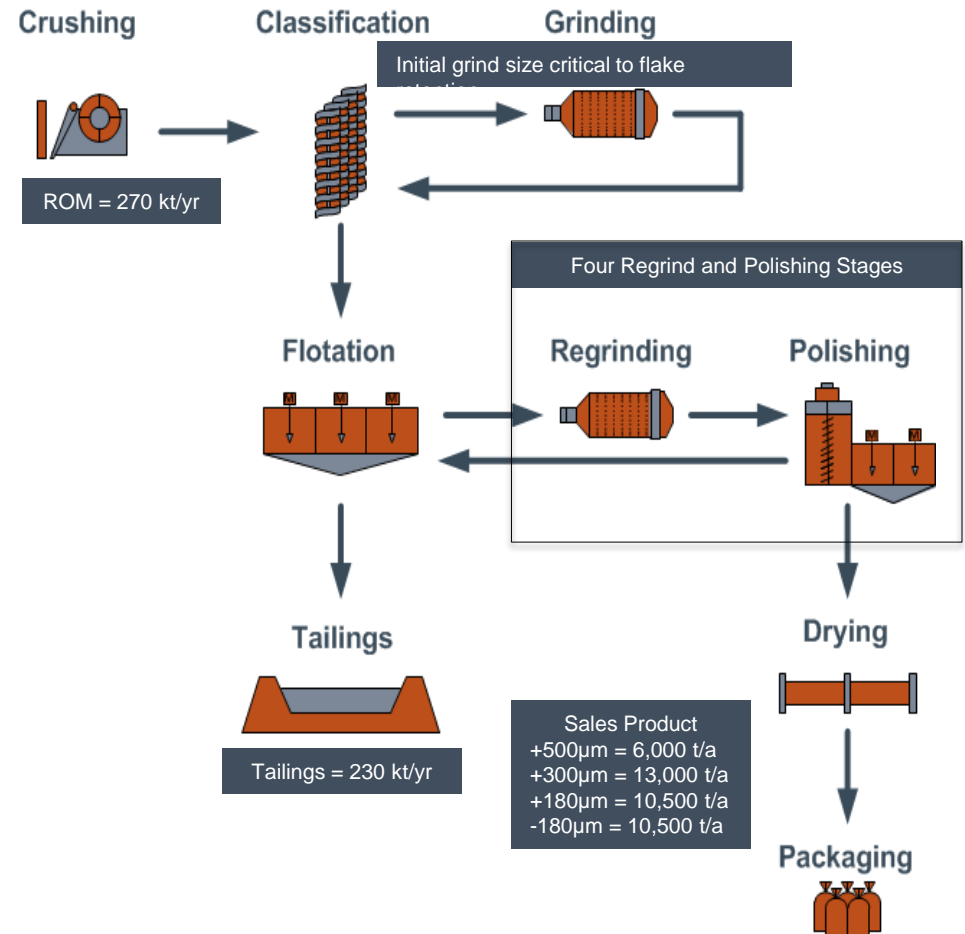 Crushing
Classification
Grinding
Initial grind size critical to flake
ROM = 270 kt/yr
Four Regrind and Polishing Stages
Flotation
Regrinding
Polishing
M M M
M M
Tailings
Drying
Sales Product
+500µm = 6,000 t/a
+300µm = 13,000 t/a
+180µm = 10,500 t/a
-180µm = 10,500 t/a
Tailings = 230 kt/yr
Packaging